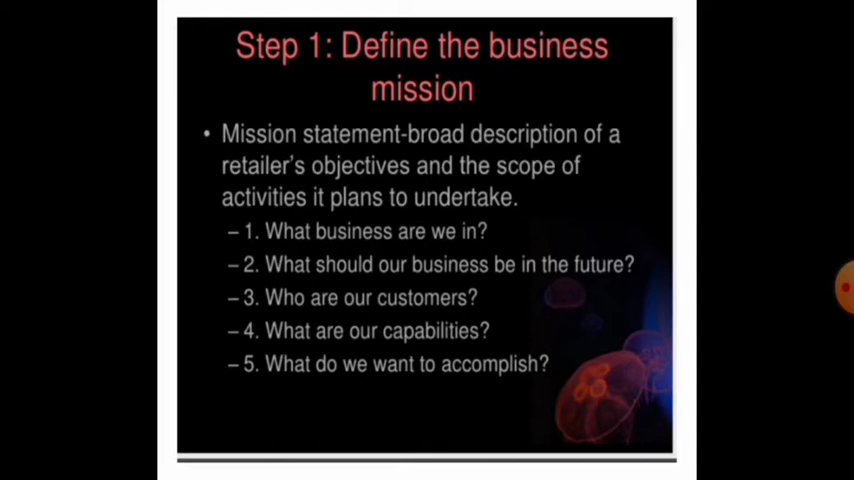 Step 1: Define the business
mission
• Mission statement-broad description of a
retailer's objectives and the scope of
activities it plans to undertake.
– 1. What business are we in?
– 2. What should our business be in the future?
– 3. Who are our customers?
– 4. What are our capabilities?
– 5. What do we want to accomplish?